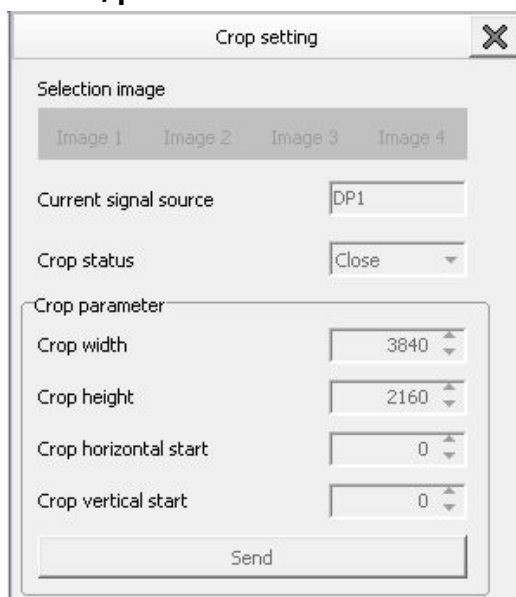 Crop setting
Selection image
Image 1 Image 2 Image 3 Image 4
Current signal source DP1
Crop status Close
Crop parameter
Crop width 3840
Crop height 2160
Crop horizontal start 0
Crop vertical start 0
Send